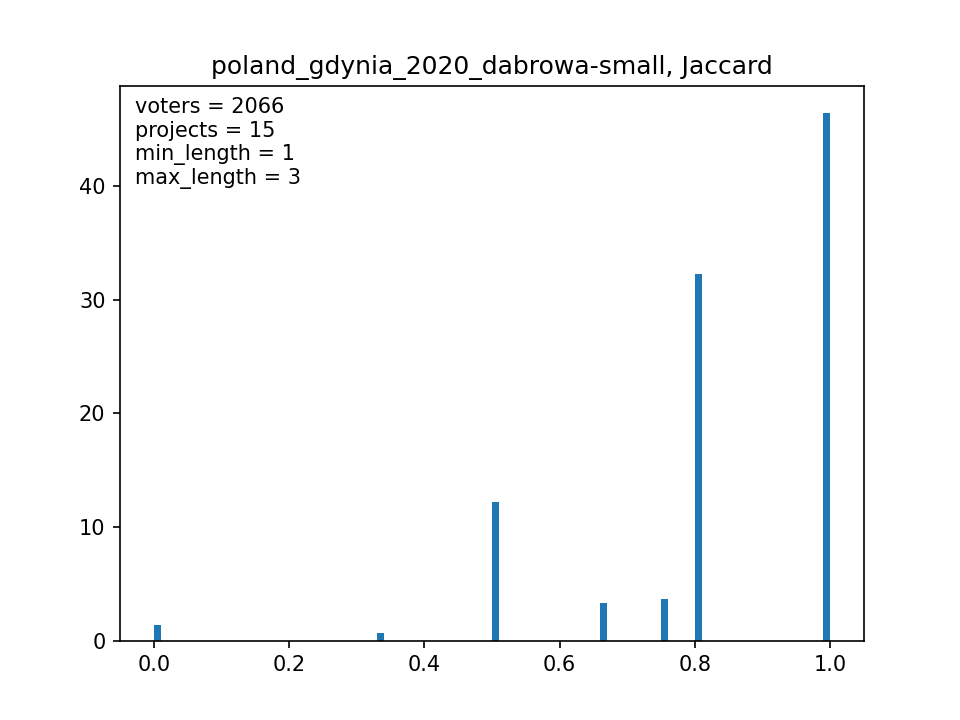 poland_gdynia_2020_dabrowa-small, Jaccard
voters = 2066
projects = 15
min_length = 1
max_length = 3
40
30
20
10
0
0.0 0.2 0.4 0.6 0.8 1.0